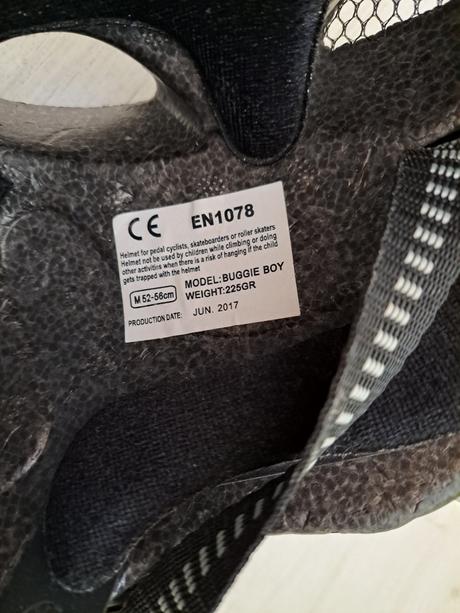 CE EN1078
Helmet for pedal cyclists, skateboarders or roller skaters
Helmet not be used by children while climbing or doing
other activities when there is a risk of hanging if the child
gets trapped with the helmet
M 52-56cm
MODEL:BUGGIE BOY
WEIGHT:225GR
PRODUCTION DATE: JUN. 2017